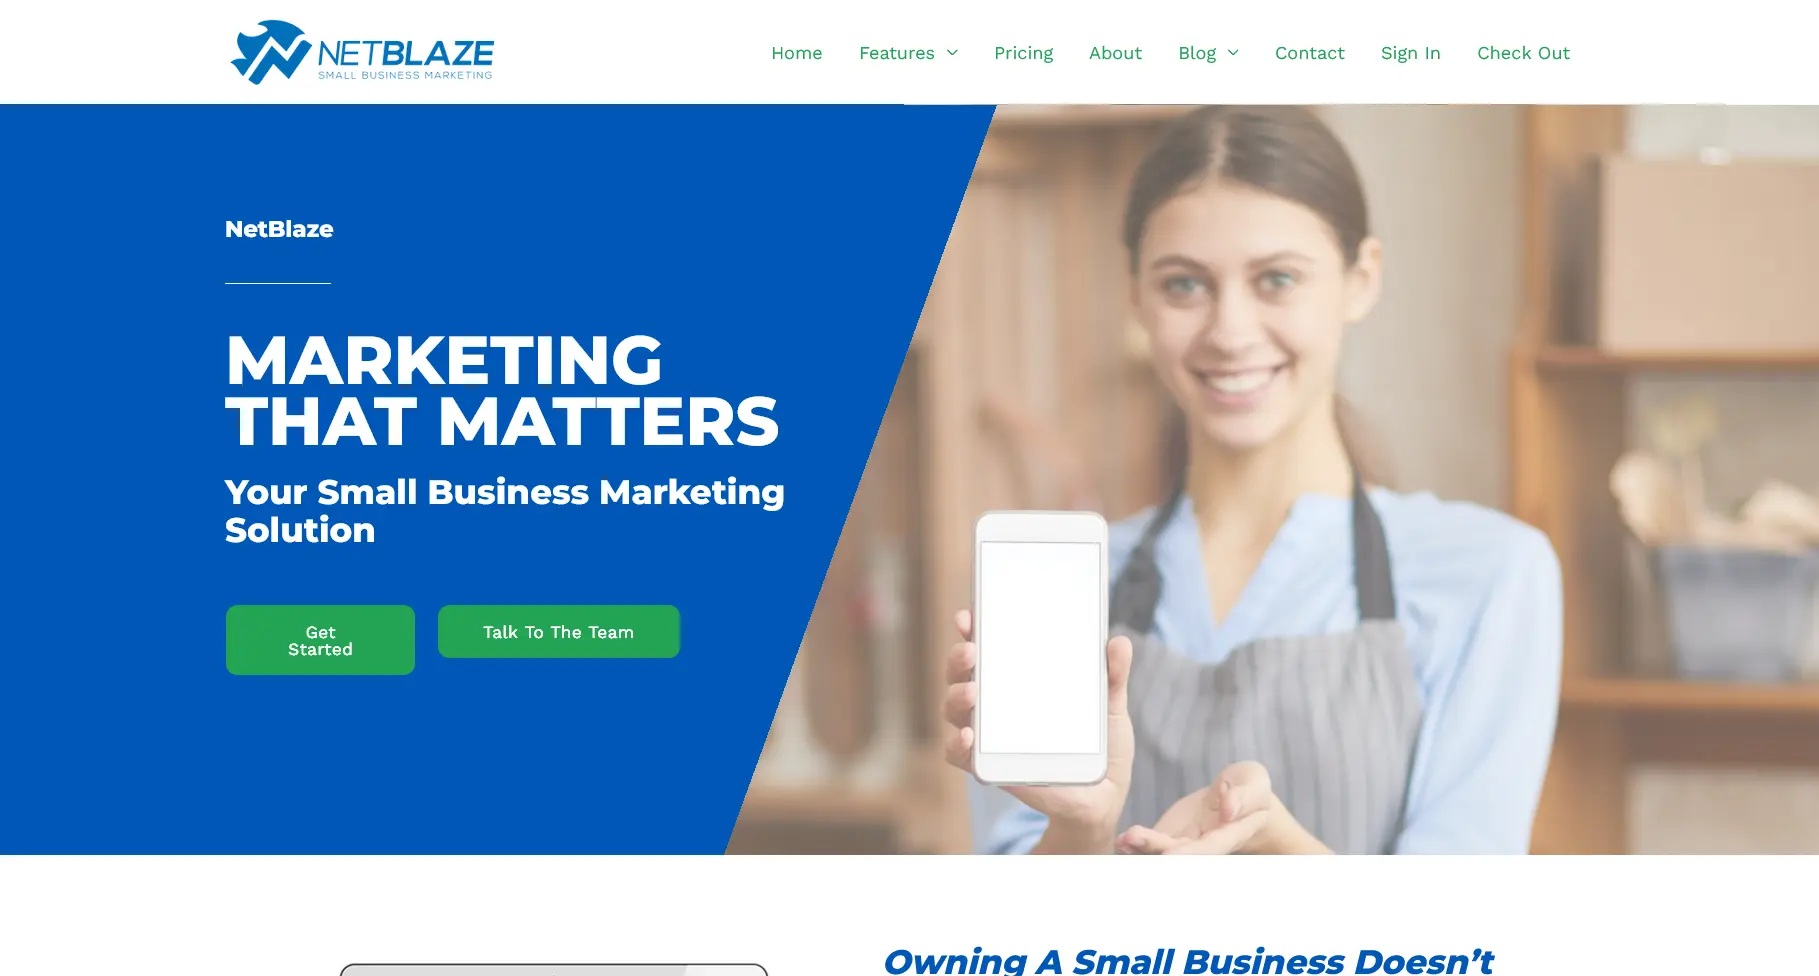 NETBLAZE
SMALL BUSINESS MARKETING
Home Features Pricing About Blog Contact Sign In Check Out
NetBlaze
MARKETING
THAT MATTERS
Your Small Business Marketing
Solution
Get
Started
Talk To The Team
Owning A Small Business Doesn’t